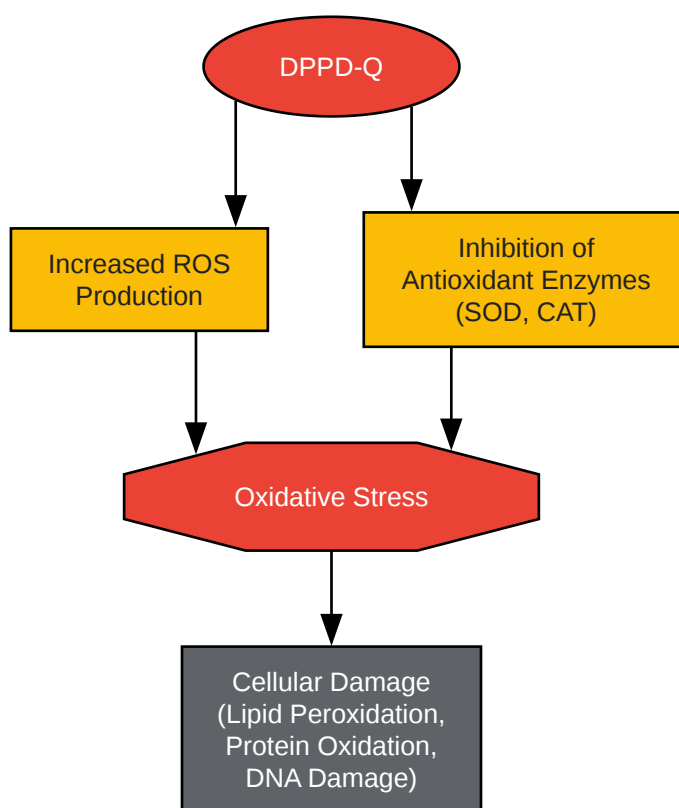 DPPD-Q
Increased ROS
Production
Inhibition of
Antioxidant Enzymes
(SOD, CAT)
Oxidative Stress
Cellular Damage
(Lipid Peroxidation,
Protein Oxidation,
DNA Damage)